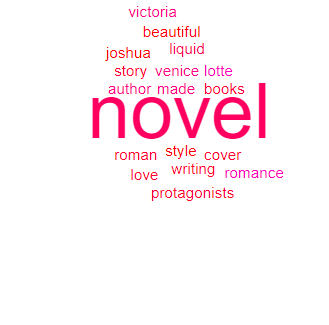 victoria
beautiful
joshua liquid
story venice lotte
author made books
novel
roman style cover
love writing romance
protagonists